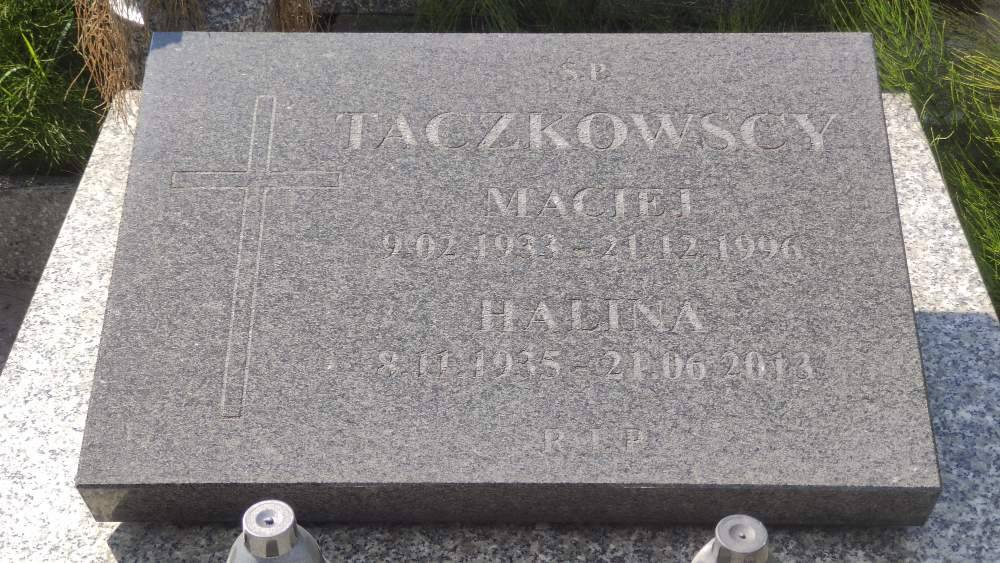 Ś.P.
TACZKOWSCY
MACIEJ
9.02.1933 - 21.12.1996
HALINA
8.11.1935 - 21.06.2013
R.I.P.